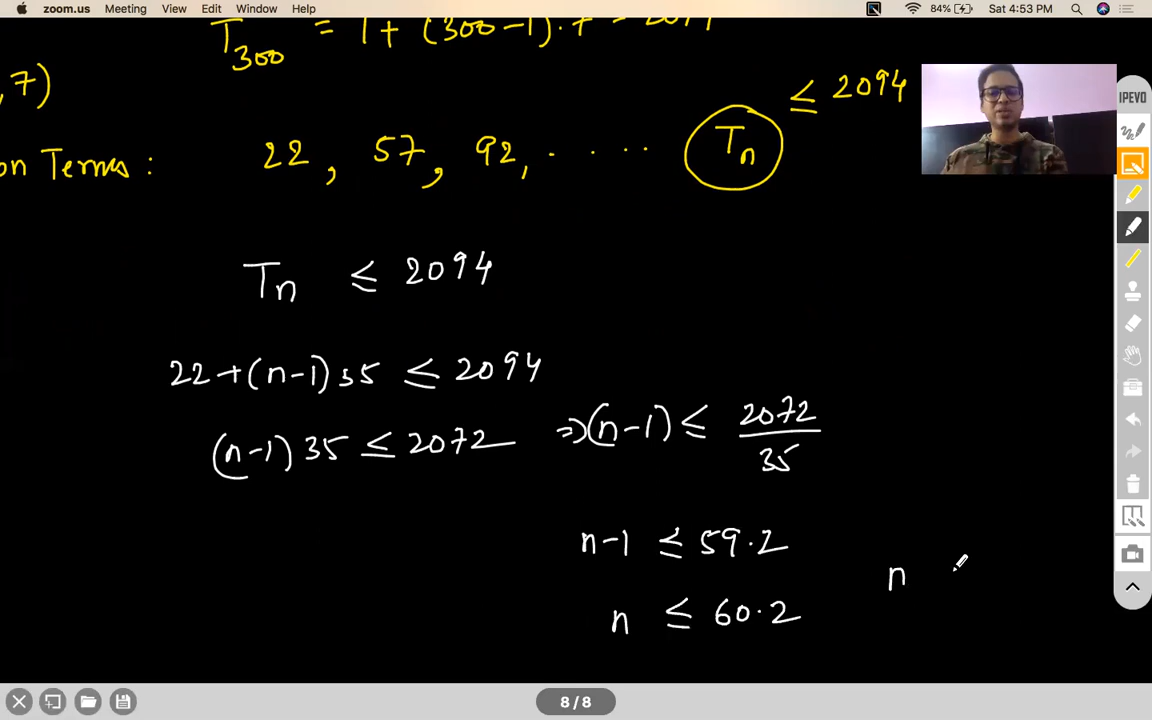 zoom.us Meeting View Edit Window Help 84% Sat 4:53 PM
T300 = 1 + (300-1)·7 = 2094
,7)
≤ 2094
on Terms : 22 , 57, 92, · · · · · Tn
IPEVO
Tn ≤ 2094
22+(n-1)35 ≤ 2094
(n-1) 35 ≤ 2072 ⇒(n-1) ≤ 2072/35
n-1 ≤ 59.2
n
n ≤ 60.2
8 / 8